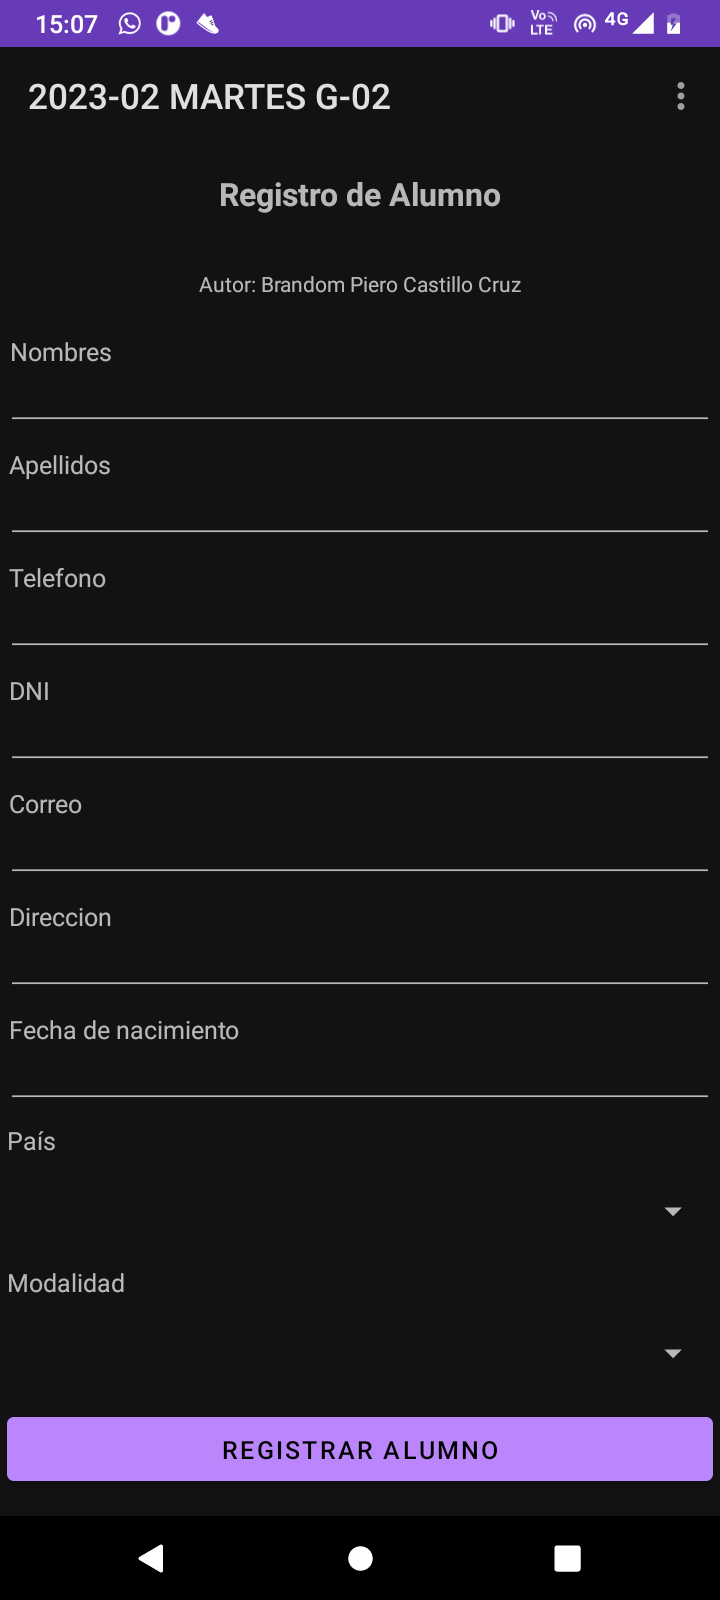 15:07 Vo LTE 4G
2023-02 MARTES G-02
Registro de Alumno
Autor: Brandom Piero Castillo Cruz
Nombres
Apellidos
Telefono
DNI
Correo
Direccion
Fecha de nacimiento
País
Modalidad
REGISTRAR ALUMNO